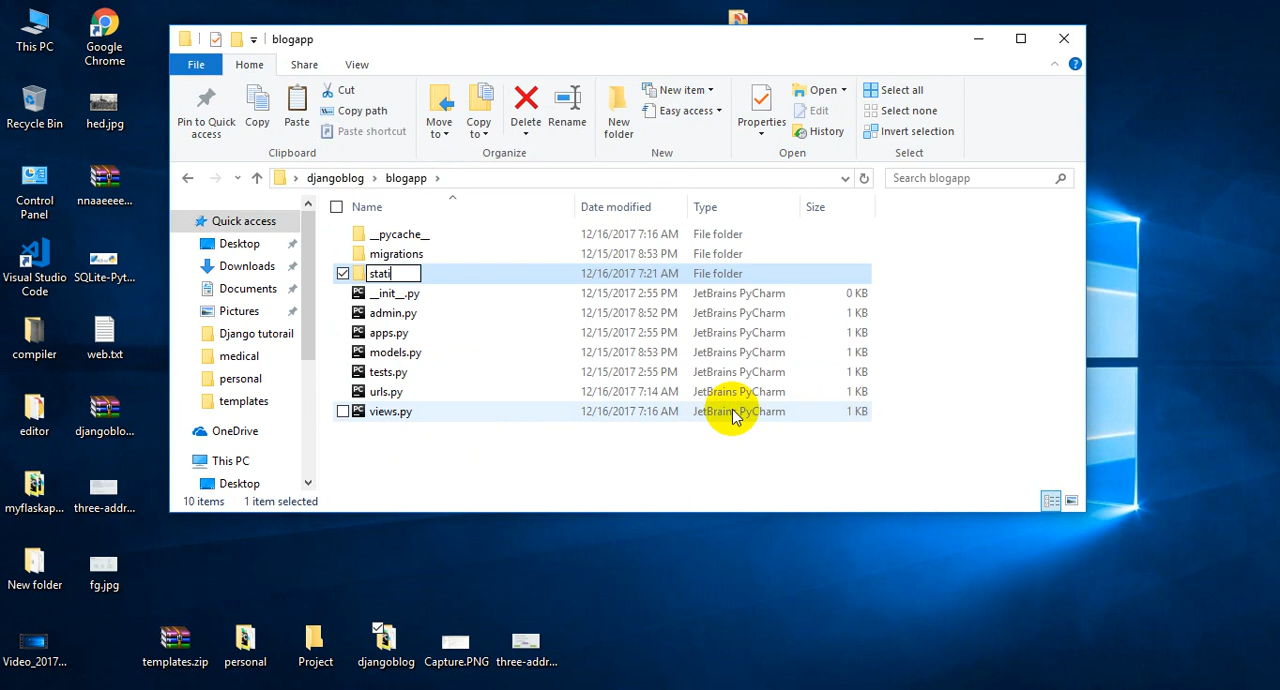 blogapp
File Home Share View
Pin to Quick access
Copy
Paste
Cut
Copy path
Paste shortcut
Clipboard
Move to
Copy to
Delete
Rename
Organize
New folder
New item
Easy access
New
Properties
Open
Edit
History
Open
Select all
Select none
Invert selection
Select
djangoblog > blogapp >
Search blogapp
Quick access
Desktop
Downloads
Documents
Pictures
Django tutorail
medical
personal
templates
OneDrive
This PC
Desktop
Name Date modified Type Size
__pycache__ 12/16/2017 7:16 AM File folder
migrations 12/15/2017 8:53 PM File folder
stati 12/16/2017 7:21 AM File folder
__init__.py 12/15/2017 2:55 PM JetBrains PyCharm 0 KB
admin.py 12/15/2017 8:52 PM JetBrains PyCharm 1 KB
apps.py 12/15/2017 2:55 PM JetBrains PyCharm 1 KB
models.py 12/15/2017 8:53 PM JetBrains PyCharm 1 KB
tests.py 12/15/2017 2:55 PM JetBrains PyCharm 1 KB
urls.py 12/16/2017 7:14 AM JetBrains PyCharm 1 KB
views.py 12/16/2017 7:16 AM JetBrains PyCharm 1 KB
10 items 1 item selected
This PC
Google Chrome
Recycle Bin
hed.jpg
Control Panel
nnaaeeee...
Visual Studio Code
SQLite-Pyt...
compiler
web.txt
editor
djangoblo...
myflaskap...
three-addr...
New folder
fg.jpg
Video_2017...
templates.zip
personal
Project
djangoblog
Capture.PNG
three-addr...